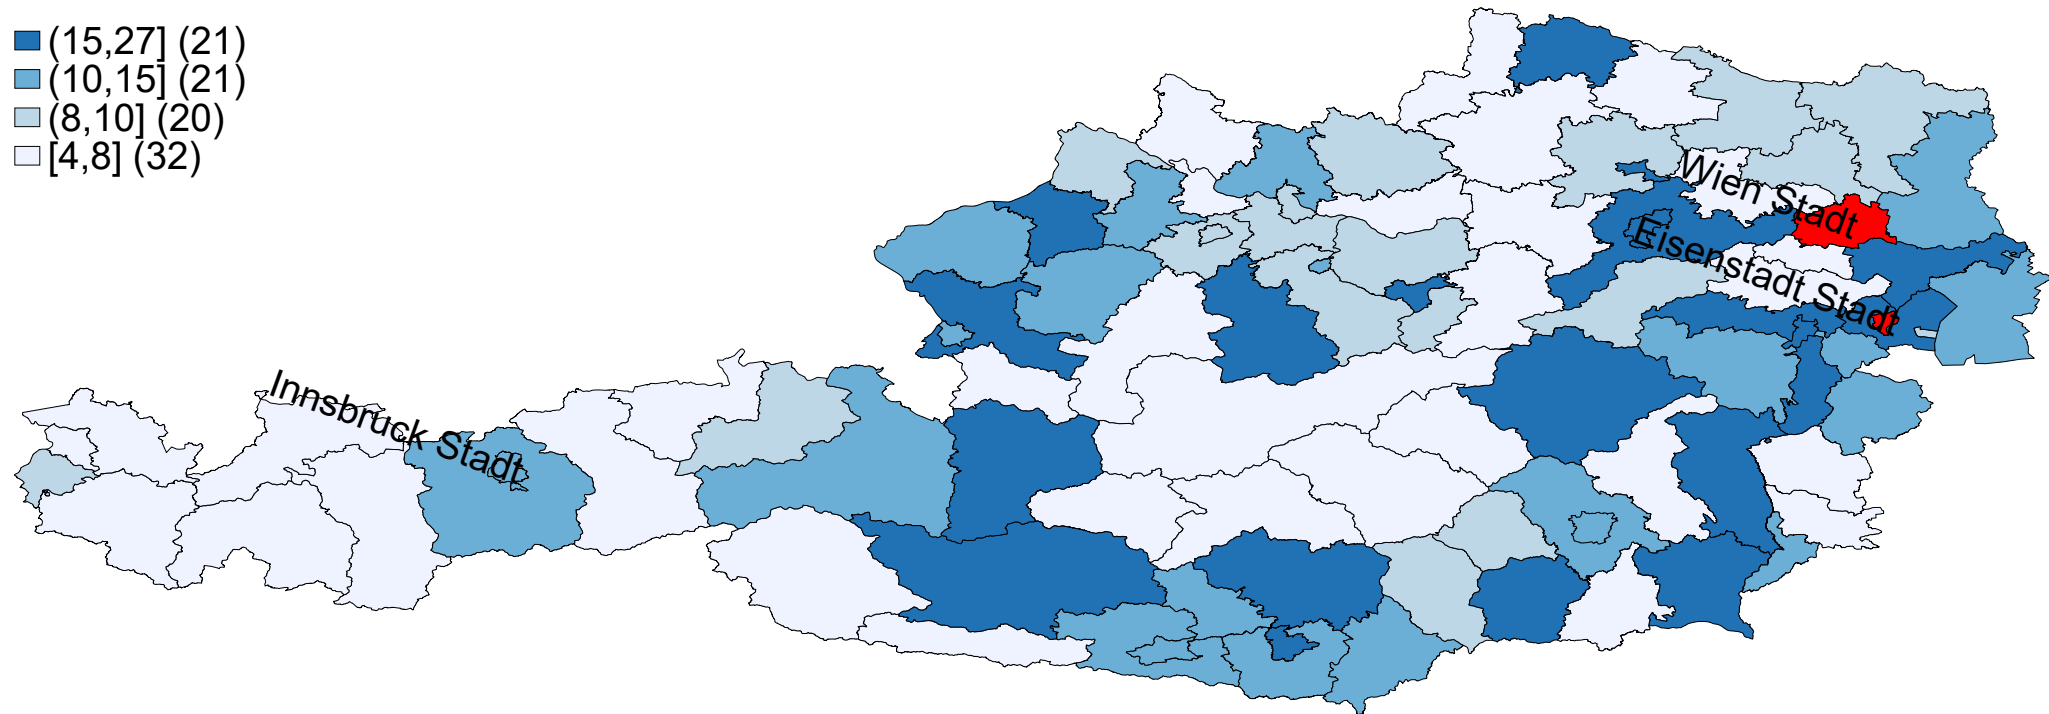 (15,27] (21)
(10,15] (21)
(8,10] (20)
[4,8] (32)
Wien Stadt
Eisenstadt Stadt
Innsbruck Stadt